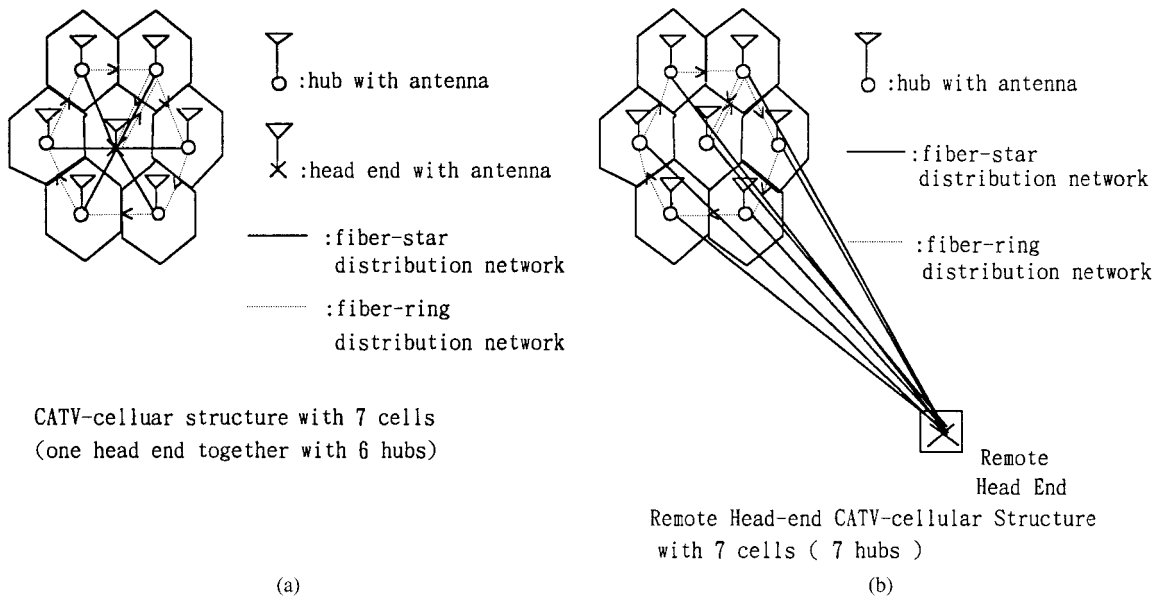 :hub with antenna
:head end with antenna
:fiber-star
distribution network
:fiber-ring
distribution network
CATV-celluar structure with 7 cells
(one head end together with 6 hubs)
(a)
:hub with antenna
:fiber-star
distribution network
:fiber-ring
distribution network
Remote
Head End
Remote Head-end CATV-cellular Structure
with 7 cells ( 7 hubs )
(b)